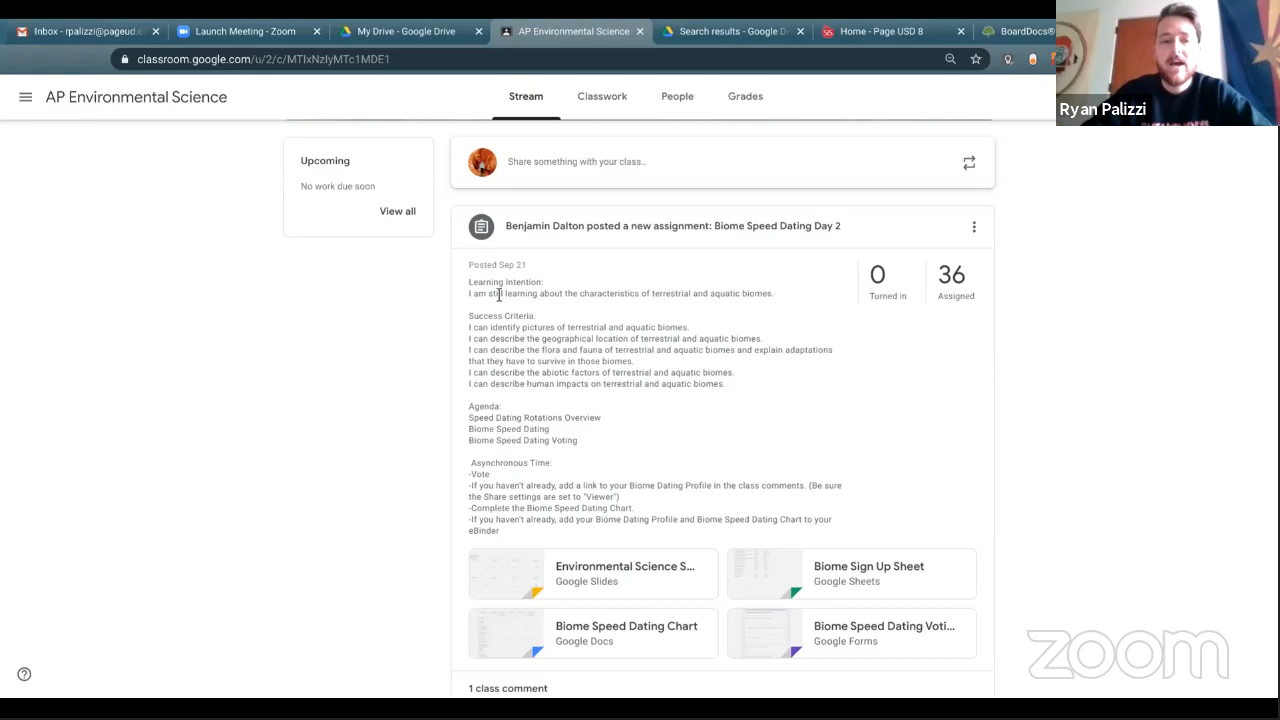 Inbox - rpalizzi@pageud.c
Launch Meeting - Zoom
My Drive - Google Drive
AP Environmental Science
Search results - Google D
Home - Page USD 8
BoardDocs®
classroom.google.com/u/2/c/MTIxNzIyMTc1MDE1
Ryan Palizzi
AP Environmental Science
Stream
Classwork
People
Grades
Upcoming
No work due soon
View all
Share something with your class...
Benjamin Dalton posted a new assignment: Biome Speed Dating Day 2
Posted Sep 21
0
Turned in
36
Assigned
Learning Intention:
I am still learning about the characteristics of terrestrial and aquatic biomes.
Success Criteria:
I can identify pictures of terrestrial and aquatic biomes.
I can describe the geographical location of terrestrial and aquatic biomes.
I can describe the flora and fauna of terrestrial and aquatic biomes and explain adaptations
that they have to survive in those biomes.
I can describe the abiotic factors of terrestrial and aquatic biomes.
I can describe human impacts on terrestrial and aquatic biomes.
Agenda:
Speed Dating Rotations Overview
Biome Speed Dating
Biome Speed Dating Voting
Asynchronous Time:
-Vote
-If you haven't already, add a link to your Biome Dating Profile in the class comments. (Be sure
the Share settings are set to "Viewer")
-Complete the Biome Speed Dating Chart.
-If you haven't already, add your Biome Dating Profile and Biome Speed Dating Chart to your
eBinder
Environmental Science S...
Google Slides
Biome Sign Up Sheet
Google Sheets
Biome Speed Dating Chart
Google Docs
Biome Speed Dating Voti...
Google Forms
1 class comment
zoom